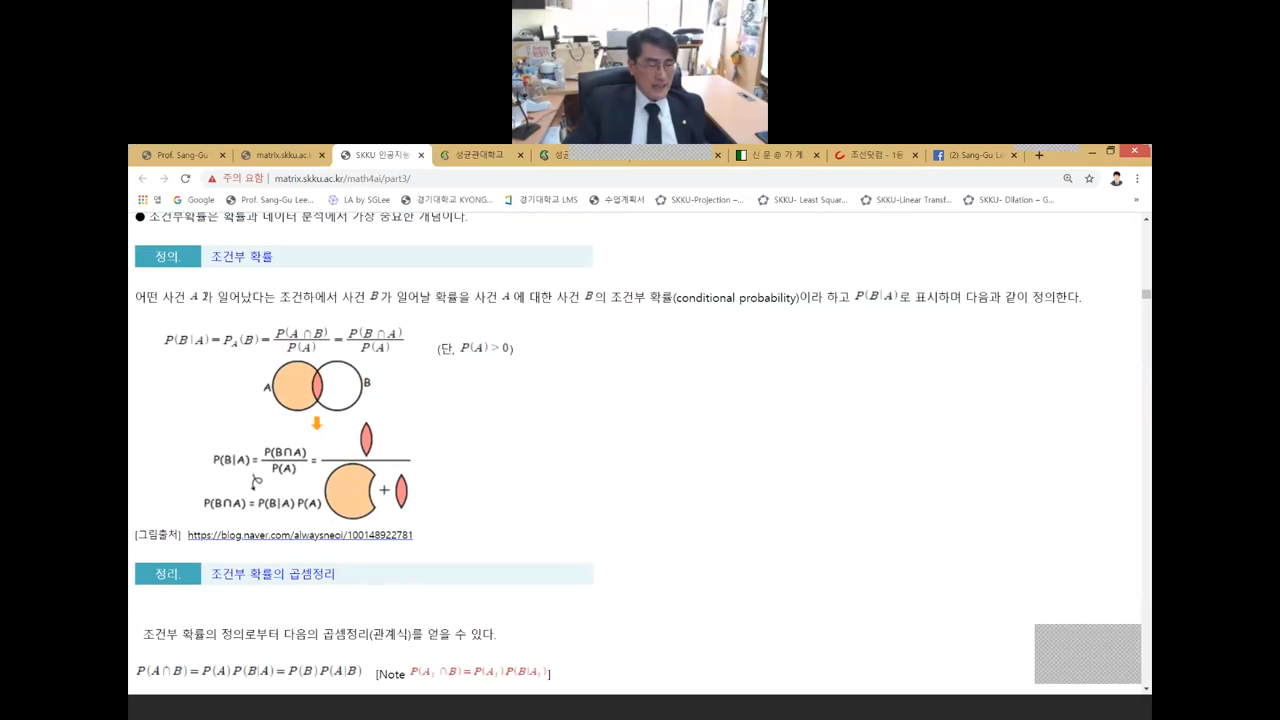 Prof. Sang-Gu
matrix.skku.ac.k
SKKU 인공지능
성균관대학교
성균
신 문 @ 가 게
조선닷컴 - 1등
(2) Sang-Gu Le
주의 요함 | matrix.skku.ac.kr/math4ai/part3/
앱 Google Prof. Sang-Gu Lee... LA by SGLee 경기대학교 KYONG... 경기대학교 LMS 수업계획서 SKKU-Projection –... SKKU- Least Squar... SKKU-Linear Transf... SKKU- Dilation – G... »
● 조건부확률은 확률과 데이터 분석에서 가장 중요한 개념이다.
정의. 조건부 확률
어떤 사건 A가 일어났다는 조건하에서 사건 B가 일어날 확률을 사건 A에 대한 사건 B의 조건부 확률(conditional probability)이라 하고 P(B|A)로 표시하며 다음과 같이 정의한다.
P(B|A)=P_A(B)=P(A∩B)/P(A)=P(B∩A)/P(A) (단, P(A)>0)
A B
P(B|A)=P(B∩A)/P(A)=
+
P(B∩A)=P(B|A)P(A)
[그림출처] https://blog.naver.com/alwaysneoi/100148922781
정리. 조건부 확률의 곱셈정리
조건부 확률의 정의로부터 다음의 곱셈정리(관계식)를 얻을 수 있다.
P(A∩B)=P(A)P(B|A)=P(B)P(A|B) [Note P(A₁∩B)=P(A₁)P(B|A₁)]